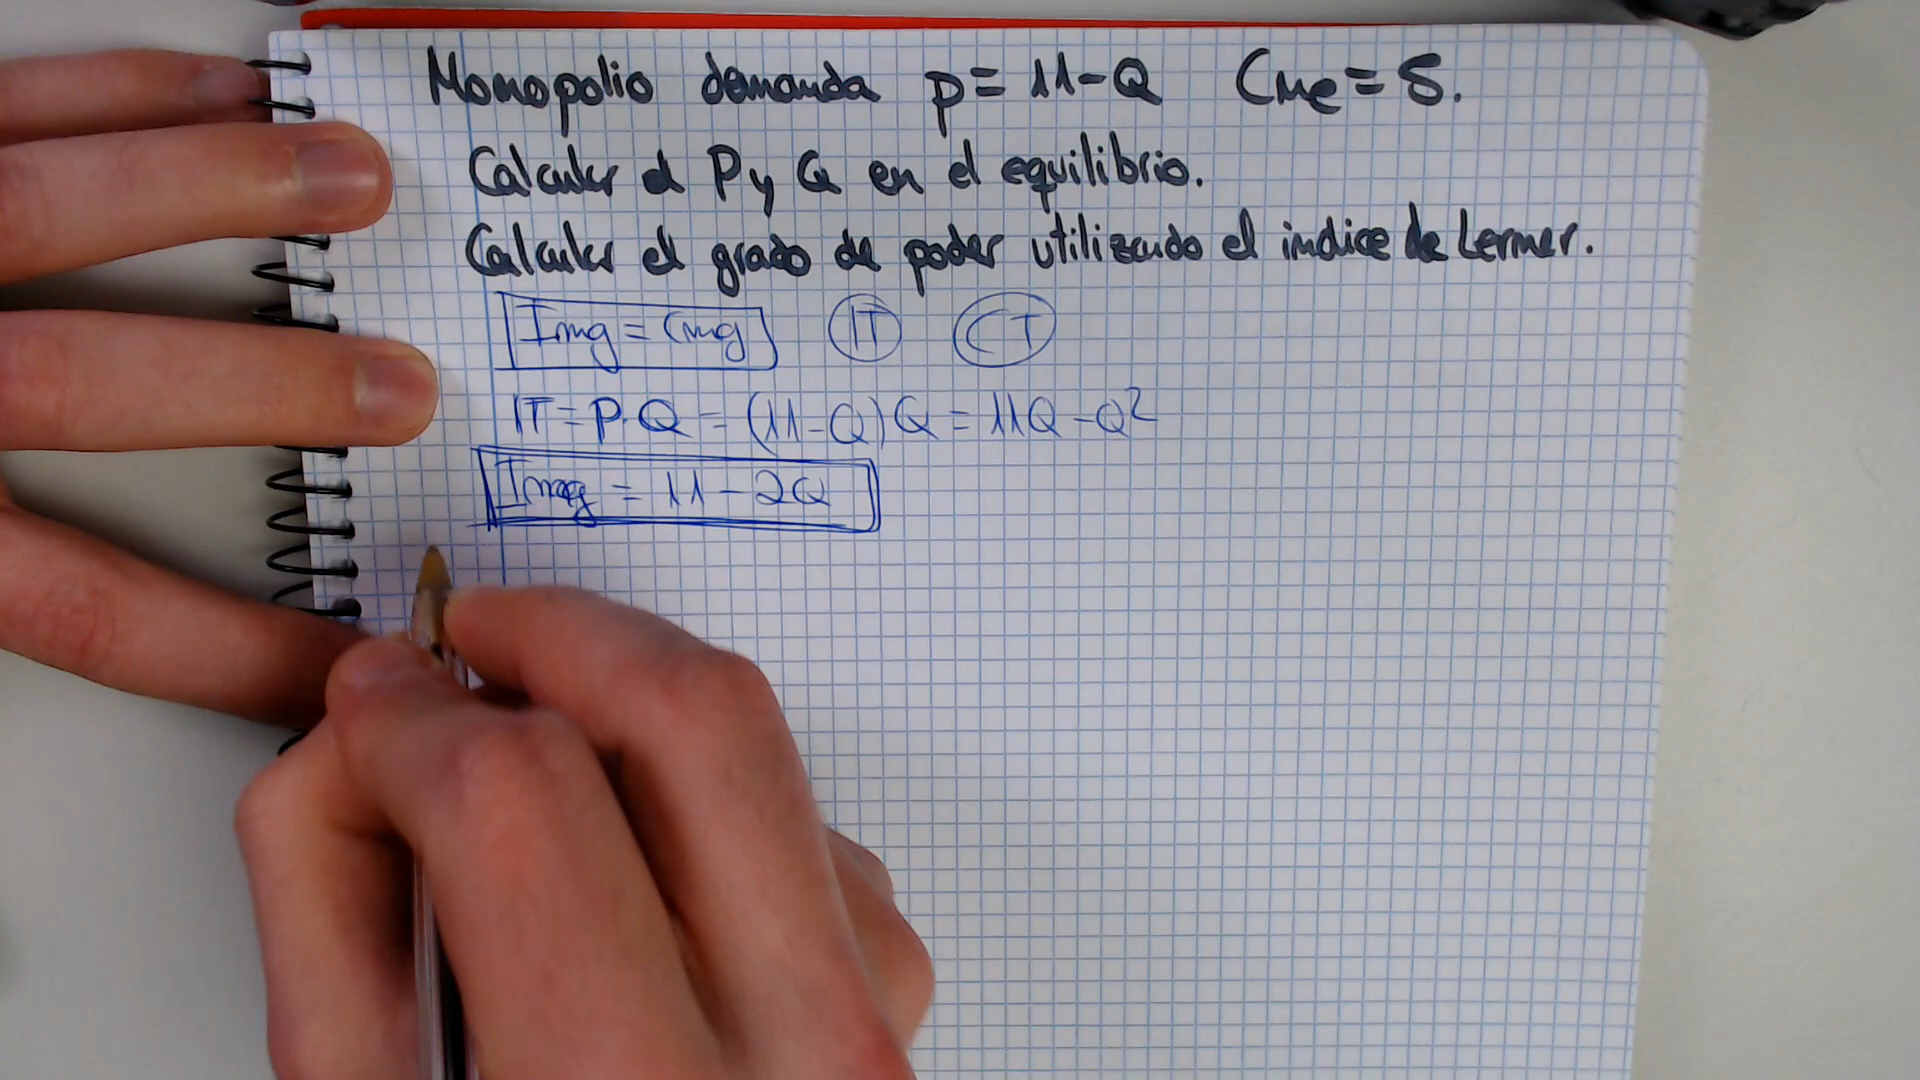 Monopolio demanda p = 11 - Q CMe = 5.
Calcular el P y Q en el equilibrio.
Calcular el grado de poder utilizando el indice de Lerner.
Img = Cmg IT CT
IT = P·Q = (11-Q)Q = 11Q - Q²
Img = 11 - 2Q